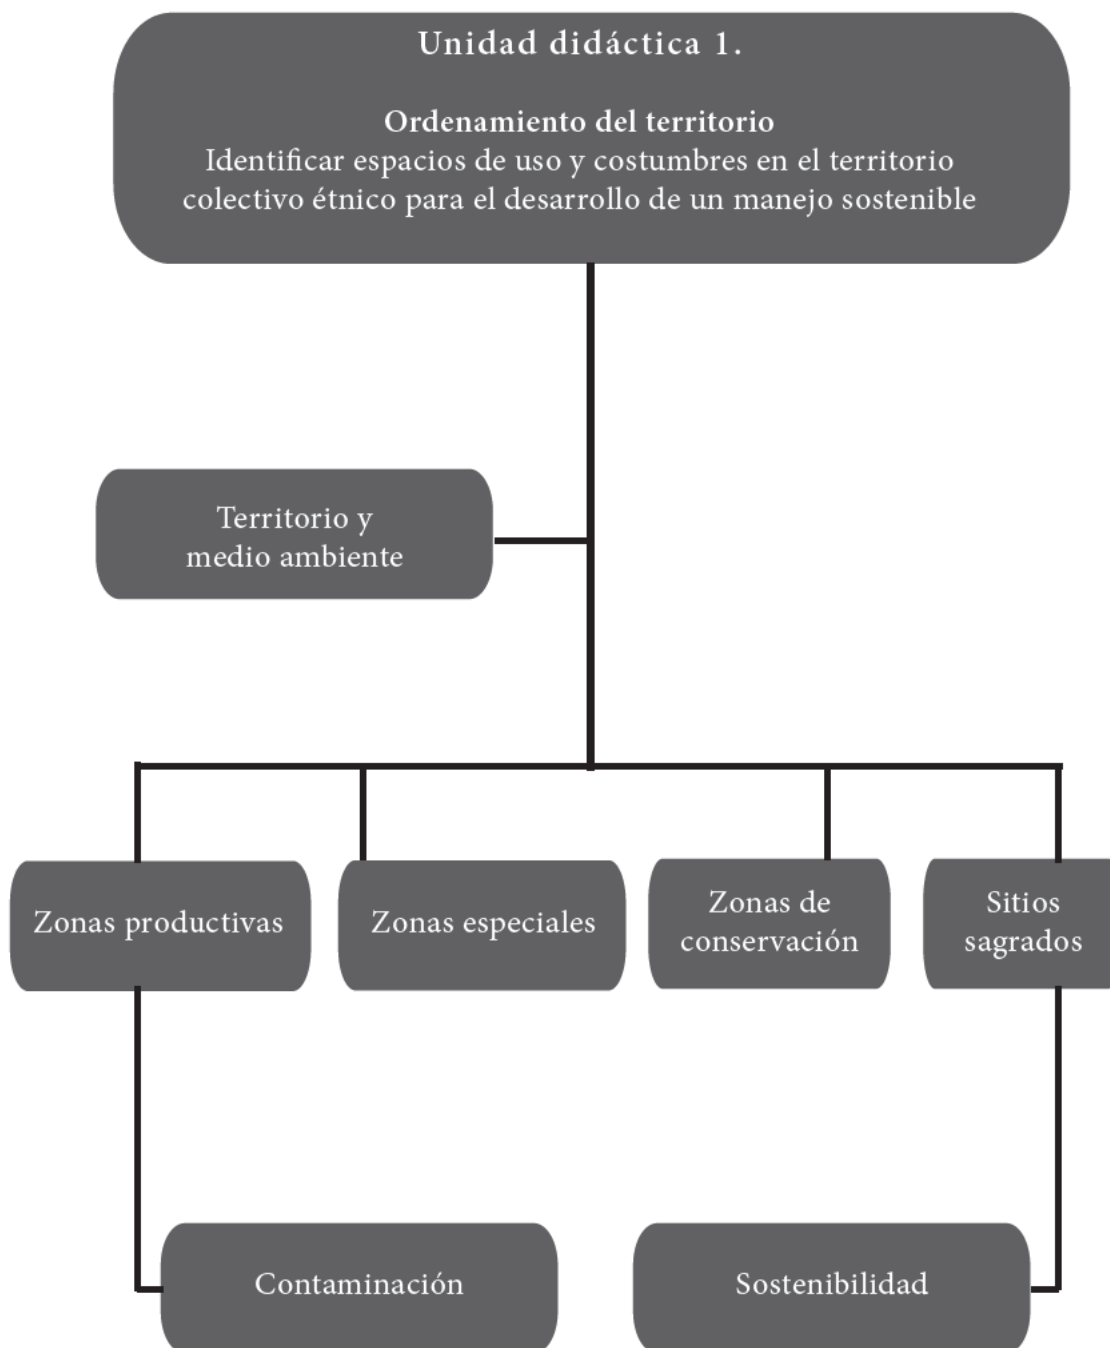 Unidad didáctica 1.
Ordenamiento del territorio
Identificar espacios de uso y costumbres en el territorio
colectivo étnico para el desarrollo de un manejo sostenible
Territorio y
medio ambiente
Zonas productivas
Zonas especiales
Zonas de
conservación
Sitios
sagrados
Contaminación
Sostenibilidad